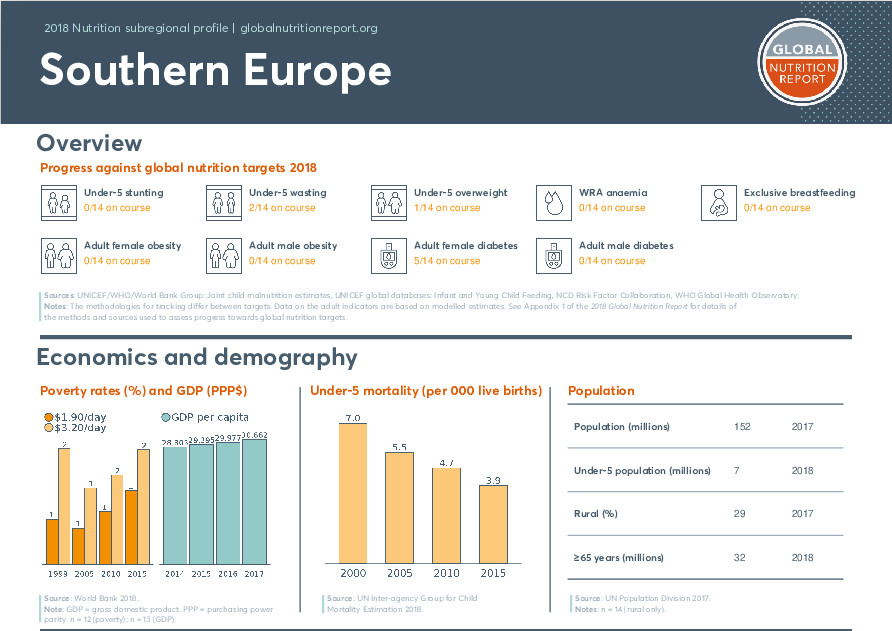 2018 Nutrition subregional profile | globalnutritionreport.org
Southern Europe
GLOBAL
NUTRITION
REPORT
Overview
Progress against global nutrition targets 2018
Under-5 stunting
0/14 on course
Under-5 wasting
2/14 on course
Under-5 overweight
1/14 on course
WRA anaemia
0/14 on course
Exclusive breastfeeding
0/14 on course
Adult female obesity
0/14 on course
Adult male obesity
0/14 on course
Adult female diabetes
5/14 on course
Adult male diabetes
0/14 on course
Sources: UNICEF/WHO/World Bank Group: Joint child malnutrition estimates, UNICEF global databases: Infant and Young Child Feeding, NCD Risk Factor Collaboration, WHO Global Health Observatory.
Notes: The methodologies for tracking differ between targets. Data on the adult indicators are based on modelled estimates. See Appendix 1 of the 2018 Global Nutrition Report for details of
the methods and sources used to assess progress towards global nutrition targets.
Economics and demography
Poverty rates (%) and GDP (PPP$)
$1.90/day
$3.20/day
GDP per capita
1 2 1 1 2 2
28,805 29,395 29,977 30,662
1999 2005 2010 2015
2014 2015 2016 2017
Source: World Bank 2018.
Note: GDP = gross domestic product. PPP = purchasing power
parity. n = 12 (poverty); n = 13 (GDP).
Under-5 mortality (per 000 live births)
7.0
5.5
4.7
3.9
2000 2005 2010 2015
Source: UN Inter-agency Group for Child
Mortality Estimation 2018.
Population
Population (millions) 152 2017
Under-5 population (millions) 7 2018
Rural (%) 29 2017
≥65 years (millions) 32 2018
Source: UN Population Division 2017.
Notes: n = 14 (rural only).